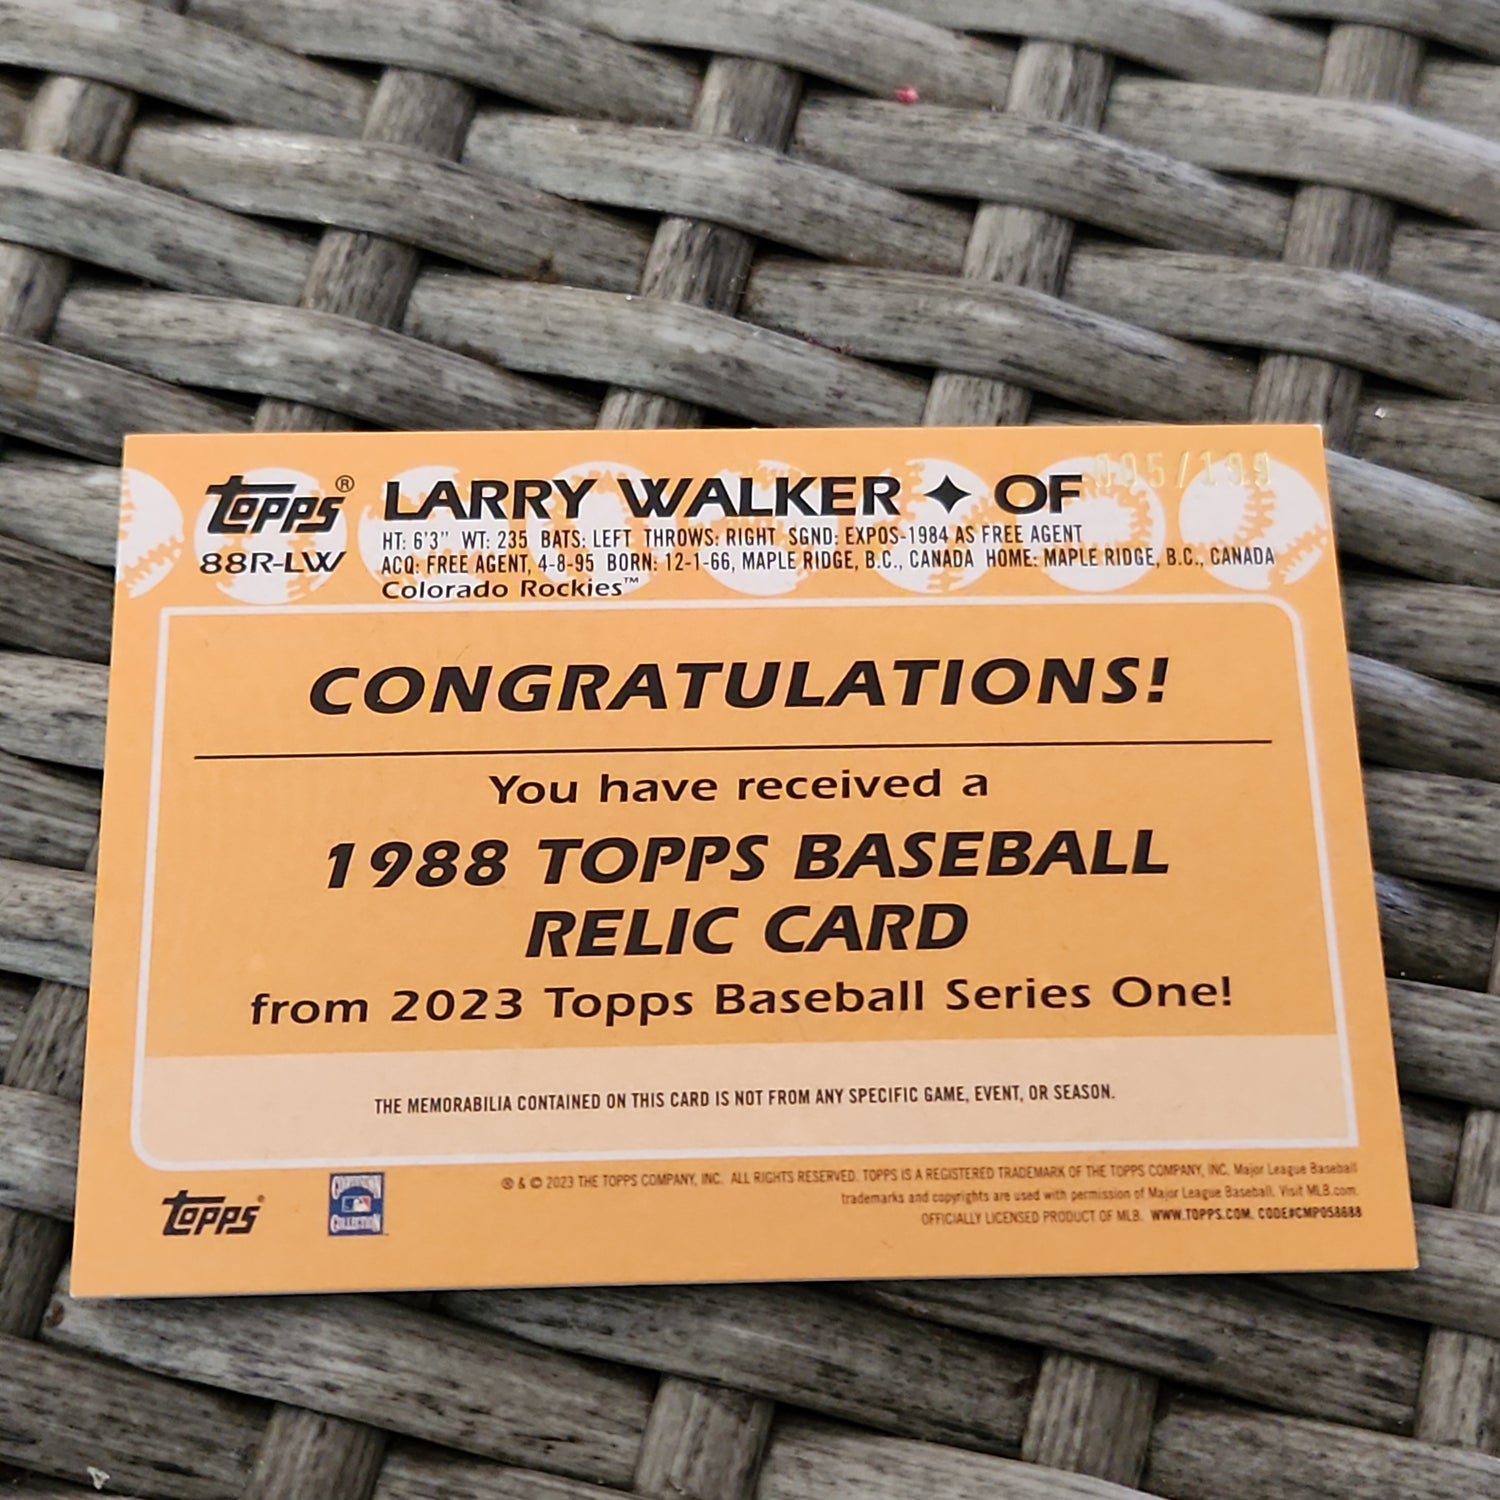 Topps® LARRY WALKER ✦ OF 095/199
88R-LW HT: 6'3" WT: 235 BATS: LEFT THROWS: RIGHT SGND: EXPOS-1984 AS FREE AGENT
ACQ: FREE AGENT, 4-8-95 BORN: 12-1-66, MAPLE RIDGE, B.C., CANADA HOME: MAPLE RIDGE, B.C., CANADA
Colorado Rockies™
CONGRATULATIONS!
You have received a
1988 TOPPS BASEBALL
RELIC CARD
from 2023 Topps Baseball Series One!
THE MEMORABILIA CONTAINED ON THIS CARD IS NOT FROM ANY SPECIFIC GAME, EVENT, OR SEASON.
Topps®
COOPERSTOWN
COLLECTION
® & © 2023 THE TOPPS COMPANY, INC. ALL RIGHTS RESERVED. TOPPS IS A REGISTERED TRADEMARK OF THE TOPPS COMPANY, INC. Major League Baseball
trademarks and copyrights are used with permission of Major League Baseball. Visit MLB.com.
OFFICIALLY LICENSED PRODUCT OF MLB. WWW.TOPPS.COM. CODE#CMP058688